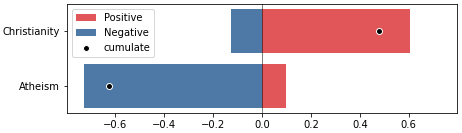 Positive
Negative
cumulate
Christianity
Atheism
−0.6 −0.4 −0.2 0.0 0.2 0.4 0.6